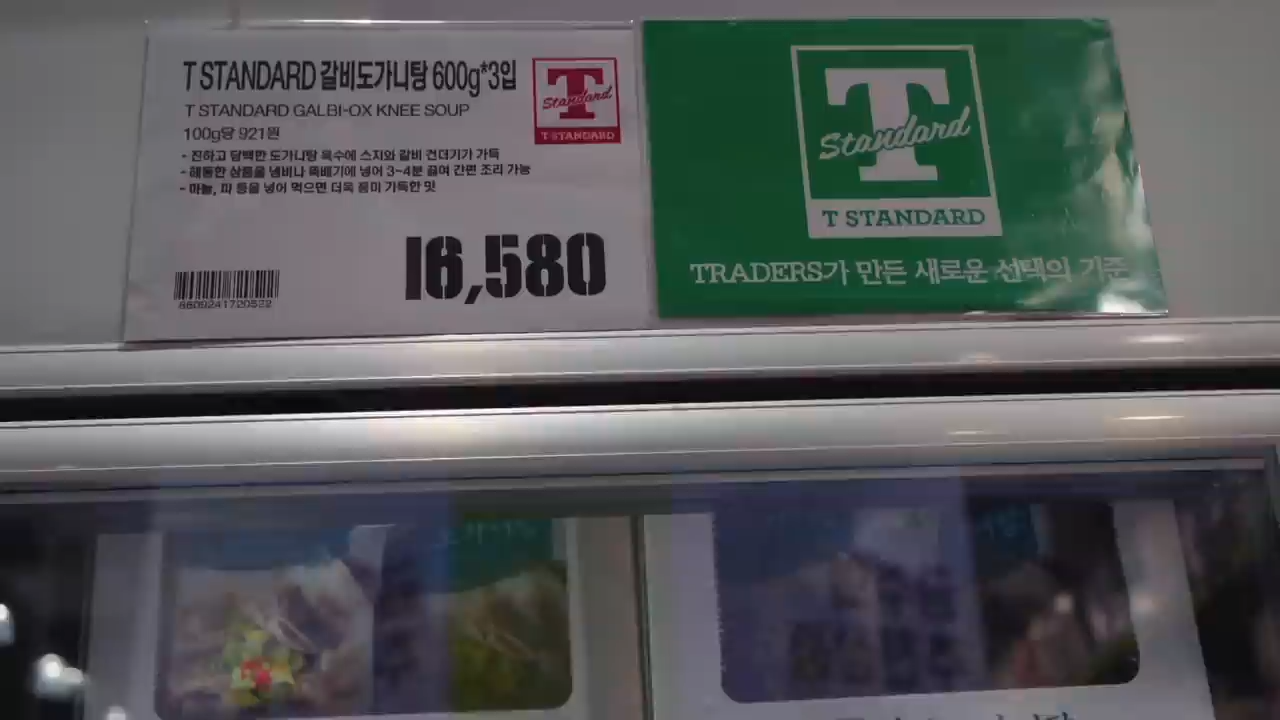 T STANDARD 갈비도가니탕 600g*3입
T STANDARD GALBI-OX KNEE SOUP
100g당 921원
- 진하고 담백한 도가니탕 육수에 스지와 갈비 건더기가 가득
- 해동한 상품을 냄비나 뚝배기에 넣어 3~4분 끓여 간편 조리 가능
- 마늘, 파 등을 넣어 먹으면 더욱 풍미 가득한 맛
16,580
8809241720522
T
Standard
T STANDARD
T
Standard
T STANDARD
TRADERS가 만든 새로운 선택의 기준